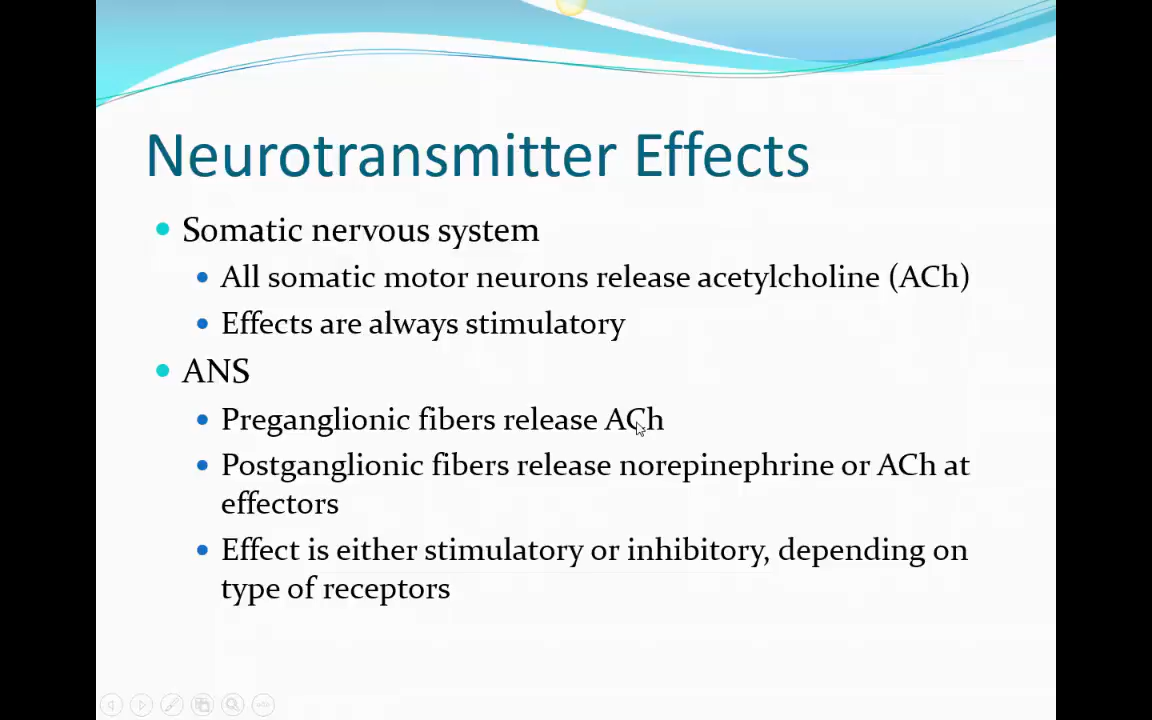 Neurotransmitter Effects
Somatic nervous system
All somatic motor neurons release acetylcholine (ACh)
Effects are always stimulatory
ANS
Preganglionic fibers release ACh
Postganglionic fibers release norepinephrine or ACh at
effectors
Effect is either stimulatory or inhibitory, depending on
type of receptors